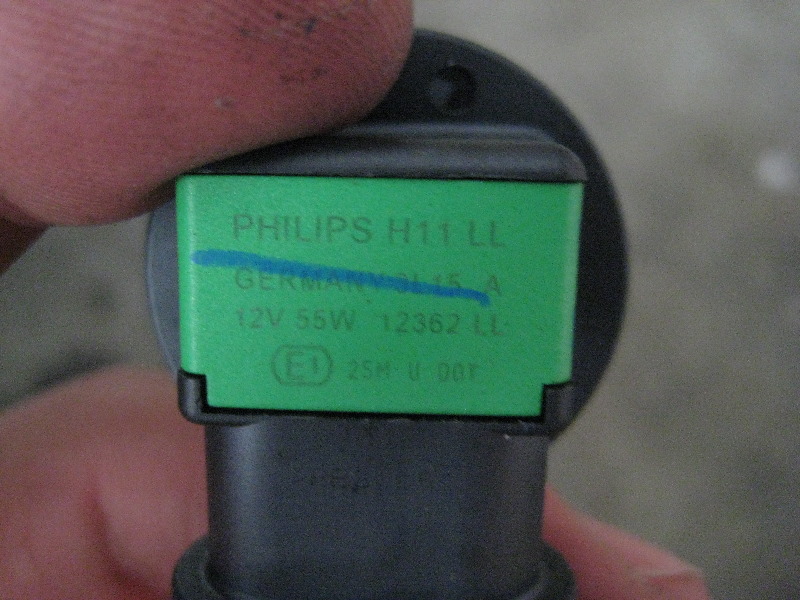 PHILIPS H11 LL
GERMANY 3L15 A
12V 55W 12362 LL
E1 25M U DOT